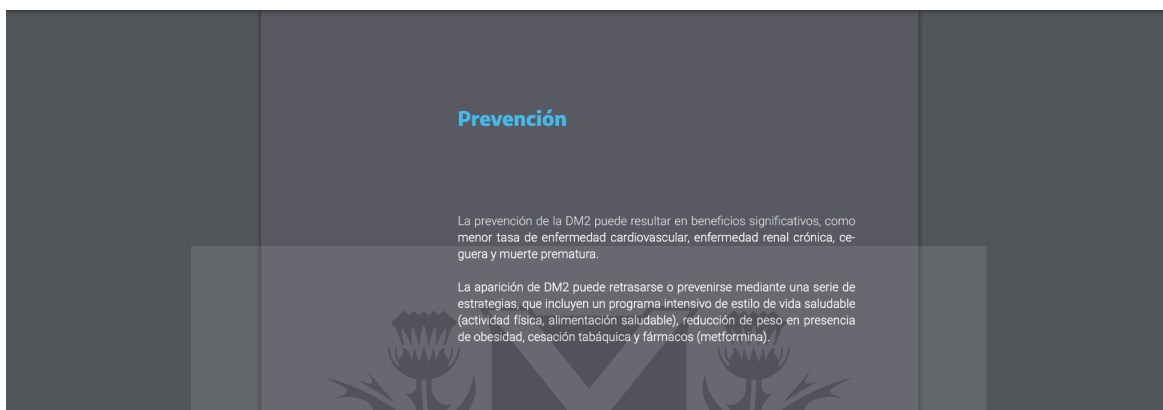 Prevención
La prevención de la DM2 puede resultar en beneficios significativos, como
menor tasa de enfermedad cardiovascular, enfermedad renal crónica, ce-
guera y muerte prematura.
La aparición de DM2 puede retrasarse o prevenirse mediante una serie de
estrategias, que incluyen un programa intensivo de estilo de vida saludable
(actividad física, alimentación saludable), reducción de peso en presencia
de obesidad, cesación tabáquica y fármacos (metformina).